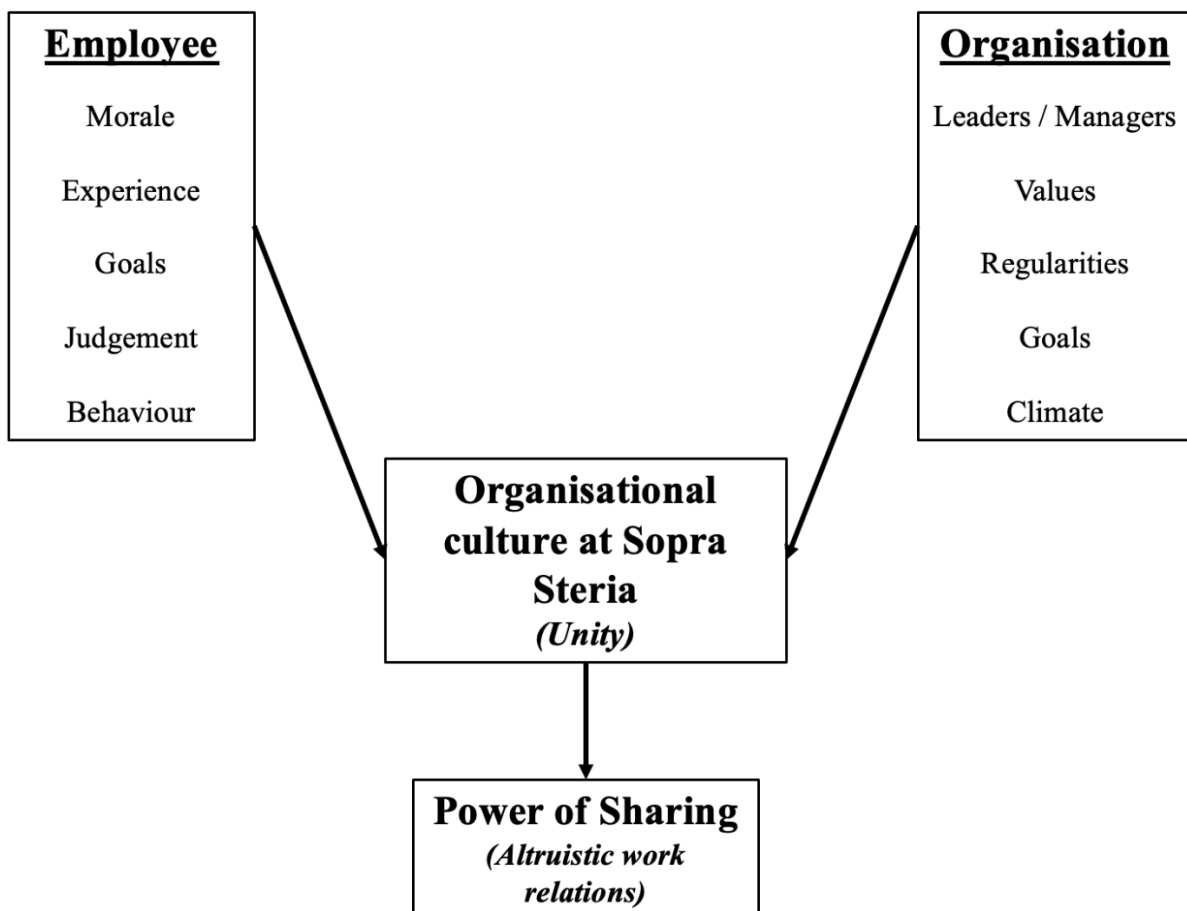 Employee
Morale
Experience
Goals
Judgement
Behaviour
Organisation
Leaders / Managers
Values
Regularities
Goals
Climate
Organisational
culture at Sopra
Steria
(Unity)
Power of Sharing
(Altruistic work
relations)